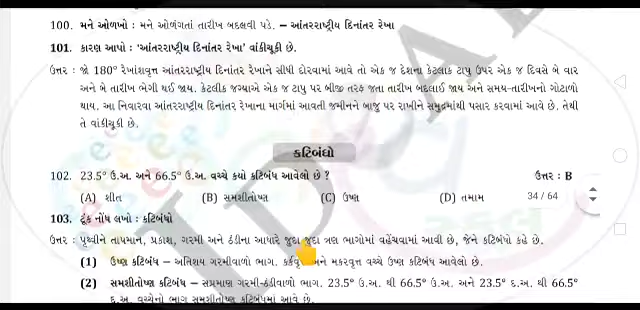 100. મને ઓળખો : મને ઓળંગતાં તારીખ બદલવી પડે. – આંતરરાષ્ટ્રીય દિનાંતર રેખા
101. કારણ આપો : 'આંતરરાષ્ટ્રીય દિનાંતર રેખા' વાંકીચૂકી છે.
ઉત્તર : જો 180° રેખાંશવૃત્ત આંતરરાષ્ટ્રીય દિનાંતર રેખાને સીધી દોરવામાં આવે તો એક જ દેશના કેટલાક ટાપુ ઉપર એક જ દિવસે બે વાર
અને બે તારીખ ભેગી થઈ જાય. કેટલીક જગ્યાએ એક જ ટાપુ પર બીજી તરફ જતા તારીખ બદલાઈ જાય અને સમય-તારીખનો ગોટાળો
થાય. આ નિવારવા આંતરરાષ્ટ્રીય દિનાંતર રેખાના માર્ગમાં આવતી જમીનને બાજુ પર રાખીને સમુદ્રમાંથી પસાર કરવામાં આવે છે. તેથી
તે વાંકીચૂકી છે.
કટિબંધો
102. 23.5° ઉ.અ. અને 66.5° ઉ.અ. વચ્ચે કયો કટિબંધ આવેલો છે ? ઉત્તર : B
(A) શીત (B) સમશીતોષ્ણ (C) ઉષ્ણ (D) તમામ 34 / 64
103. ટૂંક નોંધ લખો : કટિબંધો
ઉત્તર : પૃથ્વીને તાપમાન, પ્રકાશ, ગરમી અને ઠંડીના આધારે જુદા જુદા ત્રણ ભાગોમાં વહેંચવામાં આવી છે, જેને કટિબંધો કહે છે.
(1) ઉષ્ણ કટિબંધ – અતિશય ગરમીવાળો ભાગ. અને મકરવૃત્ત વચ્ચે ઉષ્ણ કટિબંધ આવેલો છે.
(2) સમશીતોષ્ણ કટિબંધ – સપ્રમાણ ગરમી-ઠંડીવાળો ભાગ. 23.5° ઉ.અ. થી 66.5° ઉ.અ. અને 23.5° દ.અ. થી 66.5°
દ.અ. વચ્ચેનો ભાગ સમશીતોષ્ણ કટિબંધમાં આવે છે.